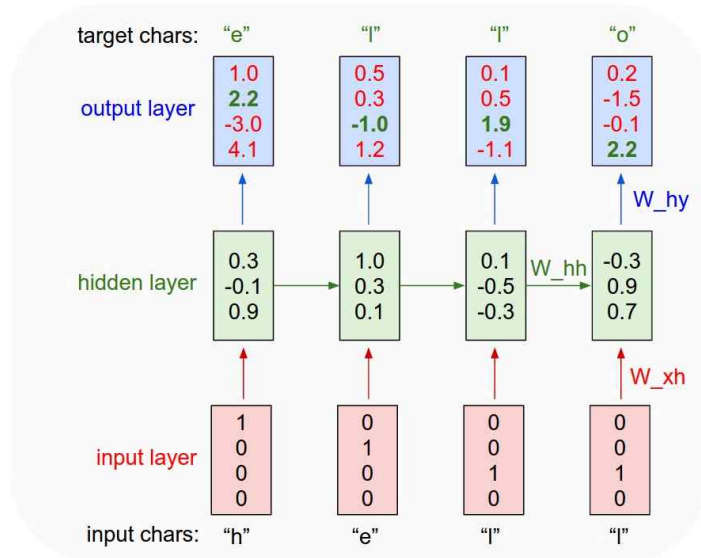 target chars: “e” “l” “l” “o”
1.0 0.5 0.1 0.2
output layer 2.2 0.3 0.5 -1.5
-3.0 -1.0 1.9 -0.1
4.1 1.2 -1.1 2.2
W_hy
0.3 1.0 0.1 W_hh -0.3
hidden layer -0.1 0.3 -0.5 0.9
0.9 0.1 -0.3 0.7
W_xh
1 0 0 0
input layer 0 1 0 0
0 0 1 1
0 0 0 0
input chars: “h” “e” “l” “l”